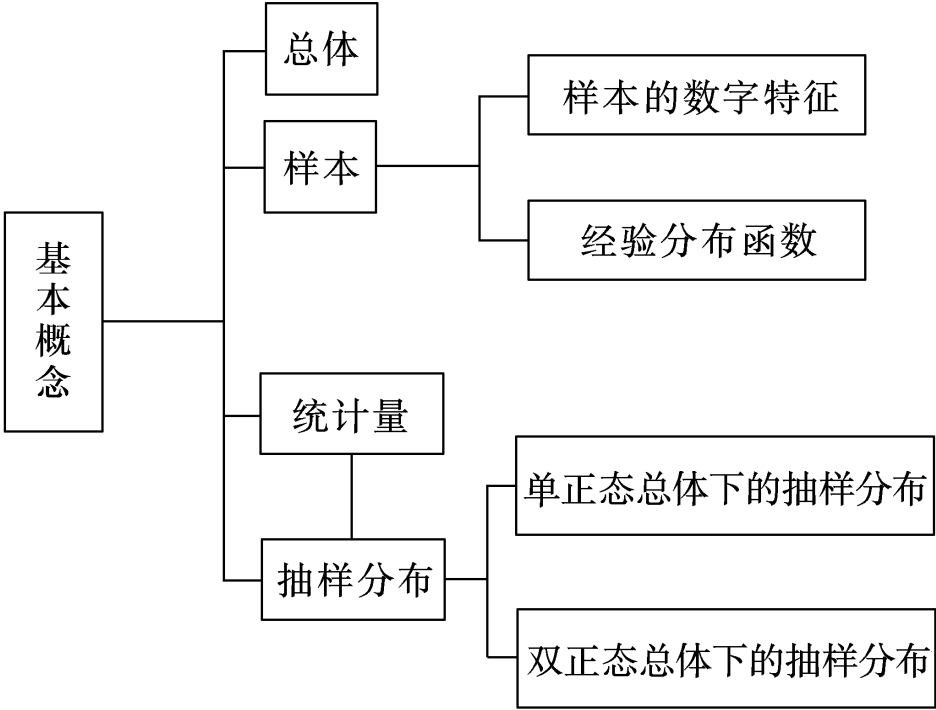 基本概念
总体
样本
样本的数字特征
经验分布函数
统计量
抽样分布
单正态总体下的抽样分布
双正态总体下的抽样分布